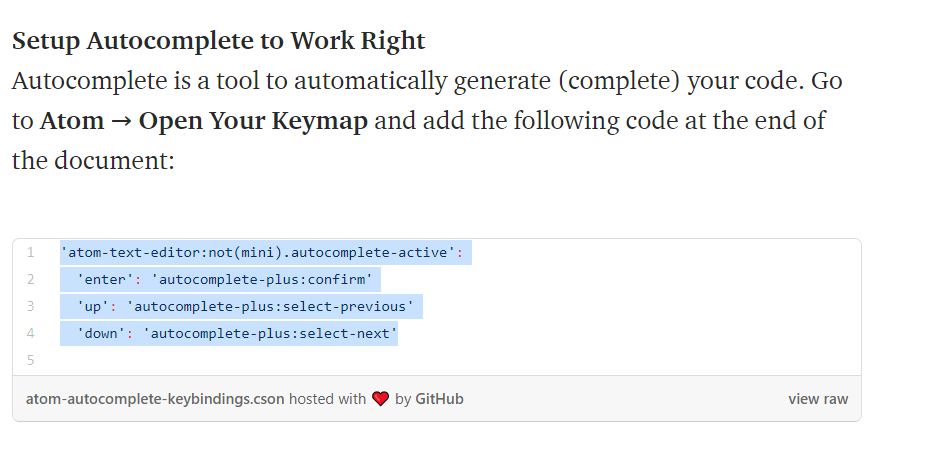 Setup Autocomplete to Work Right
Autocomplete is a tool to automatically generate (complete) your code. Go
to Atom → Open Your Keymap and add the following code at the end of
the document:
1 'atom-text-editor:not(mini).autocomplete-active':
2 'enter': 'autocomplete-plus:confirm'
3 'up': 'autocomplete-plus:select-previous'
4 'down': 'autocomplete-plus:select-next'
5
atom-autocomplete-keybindings.cson hosted with ❤ by GitHub view raw